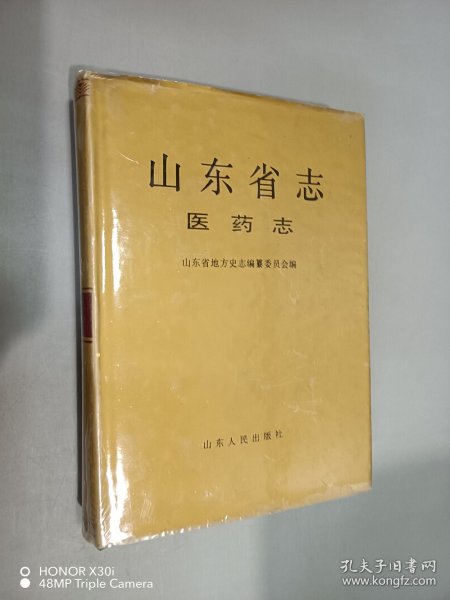 山东省志
医药志
山东省地方史志编纂委员会编
山东人民出版社
HONOR X30i
48MP Triple Camera
孔夫子旧书网
www.kongfz.com